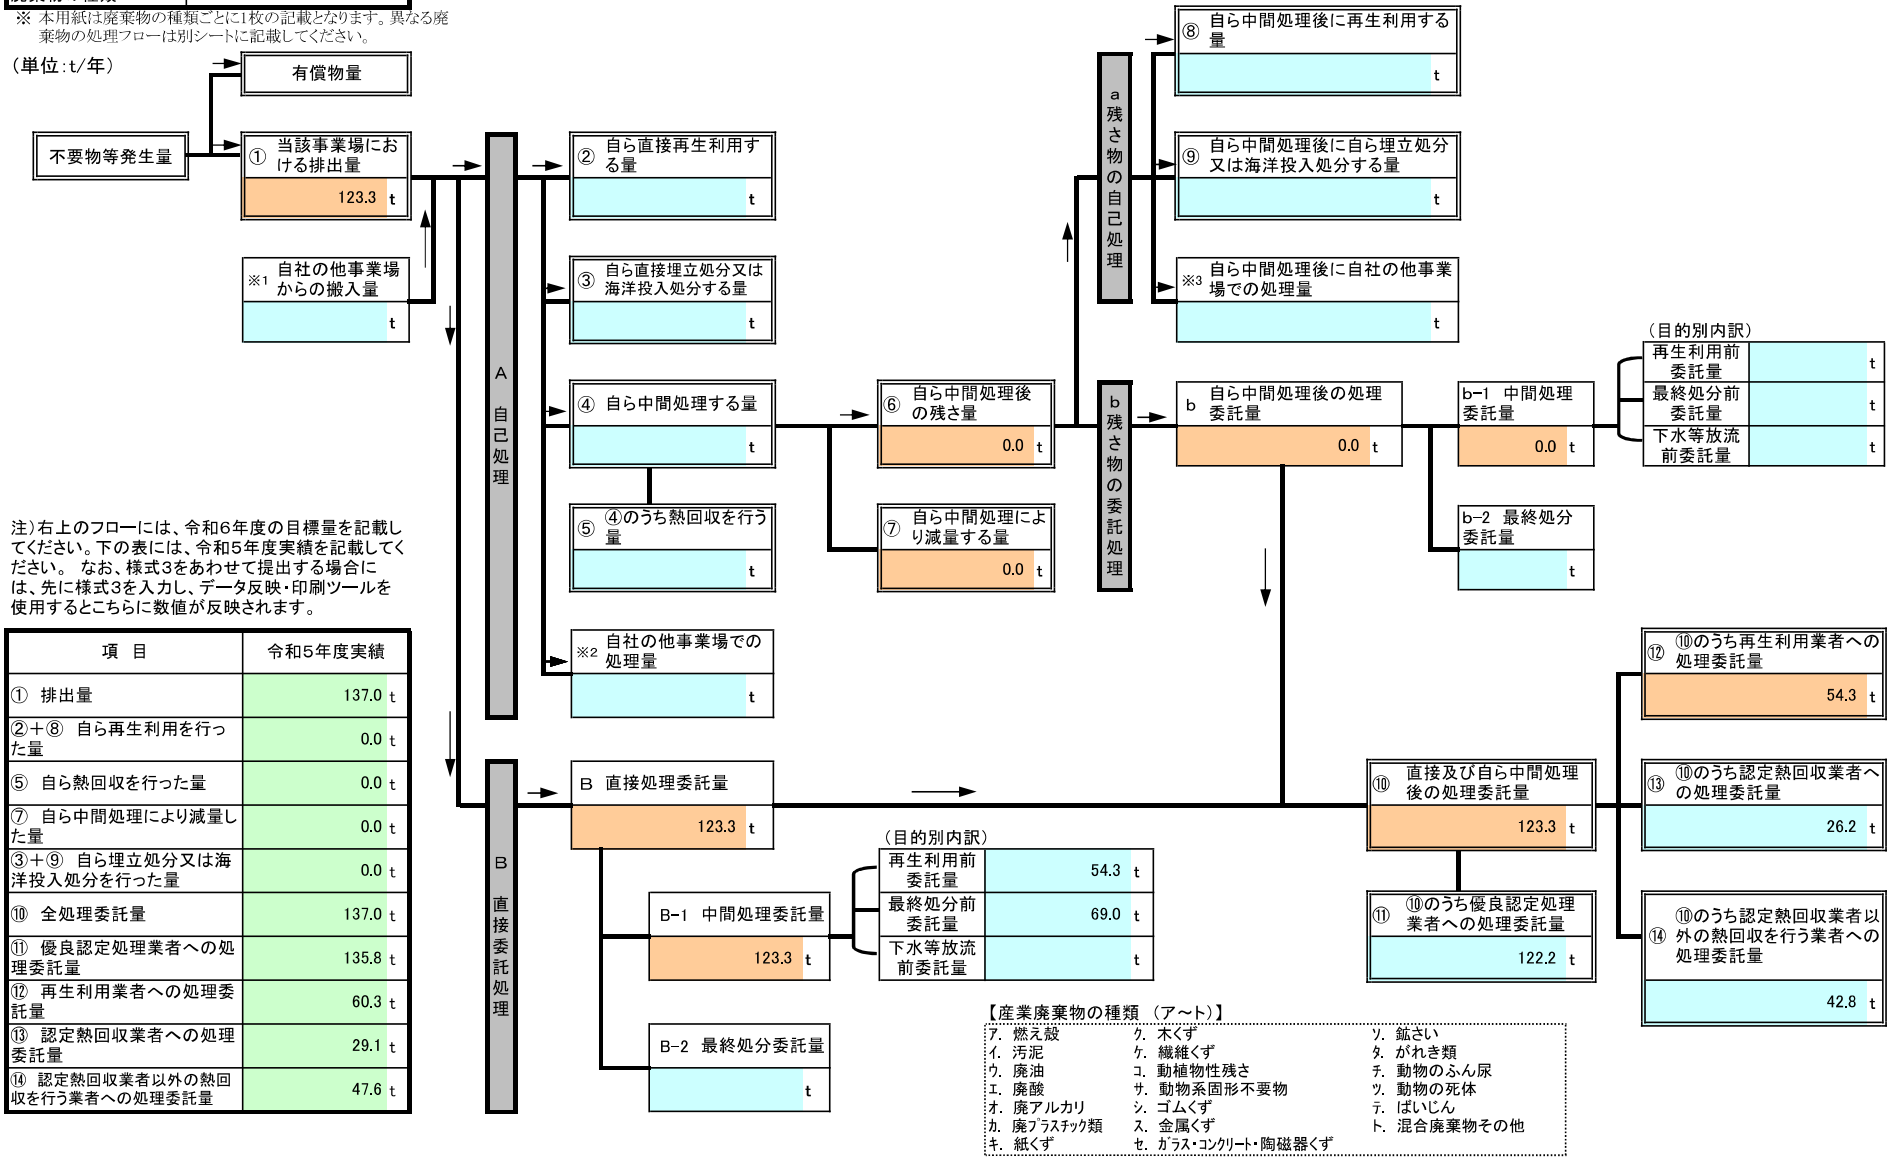 ※ 本用紙は廃棄物の種類ごとに1枚の記載となります。異なる廃
棄物の処理フローは別シートに記載してください。
(単位:t/年)
有償物量
不要物等発生量
① 当該事業場にお
ける排出量
123.3 t
※1 自社の他事業場
からの搬入量
t
A 自己処理
② 自ら直接再生利用す
る量
t
③ 自ら直接埋立処分又は
海洋投入処分する量
t
④ 自ら中間処理する量
t
⑤ ④のうち熱回収を行う
量
t
※2 自社の他事業場での
処理量
t
⑥ 自ら中間処理後
の残さ量
0.0 t
⑦ 自ら中間処理によ
り減量する量
0.0 t
a 残さ物の自己処理
⑧ 自ら中間処理後に再生利用する
量
t
⑨ 自ら中間処理後に自ら埋立処分
又は海洋投入処分する量
t
※3 自ら中間処理後に自社の他事業
場での処理量
t
b 残さ物の委託処理
b 自ら中間処理後の処理
委託量
0.0 t
b-1 中間処理
委託量
0.0 t
(目的別内訳)
再生利用前
委託量
t
最終処分前
委託量
t
下水等放流
前委託量
t
b-2 最終処分
委託量
t
注)右上のフローには、令和6年度の目標量を記載し
てください。下の表には、令和5年度実績を記載してく
ださい。 なお、様式3をあわせて提出する場合に
は、先に様式3を入力し、データ反映・印刷ツールを
使用するとこちらに数値が反映されます。
項 目 令和5年度実績
① 排出量 137.0 t
②+⑧ 自ら再生利用を行っ
た量
0.0 t
⑤ 自ら熱回収を行った量 0.0 t
⑦ 自ら中間処理により減量し
た量
0.0 t
③+⑨ 自ら埋立処分又は海
洋投入処分を行った量
0.0 t
⑩ 全処理委託量 137.0 t
⑪ 優良認定処理業者への処
理委託量
135.8 t
⑫ 再生利用業者への処理委
託量
60.3 t
⑬ 認定熱回収業者への処理
委託量
29.1 t
⑭ 認定熱回収業者以外の熱回
収を行う業者への処理委託量
47.6 t
B 直接委託処理
B 直接処理委託量
123.3 t
B-1 中間処理委託量
123.3 t
B-2 最終処分委託量
t
(目的別内訳)
再生利用前
委託量
54.3 t
最終処分前
委託量
69.0 t
下水等放流
前委託量
t
⑩ 直接及び自ら中間処理
後の処理委託量
123.3 t
⑪ ⑩のうち優良認定処理
業者への処理委託量
122.2 t
⑫ ⑩のうち再生利用業者への
処理委託量
54.3 t
⑬ ⑩のうち認定熱回収業者へ
の処理委託量
26.2 t
⑭ ⑩のうち認定熱回収業者以
外の熱回収を行う業者への
処理委託量
42.8 t
【産業廃棄物の種類 (ア~ト)】
ア. 燃え殻
イ. 汚泥
ウ. 廃油
エ. 廃酸
オ. 廃アルカリ
カ. 廃プラスチック類
キ. 紙くず
ク. 木くず
ケ. 繊維くず
コ. 動植物性残さ
サ. 動物系固形不要物
シ. ゴムくず
ス. 金属くず
セ. ガラス・コンクリート・陶磁器くず
ソ. 鉱さい
タ. がれき類
チ. 動物のふん尿
ツ. 動物の死体
テ. ばいじん
ト. 混合廃棄物その他